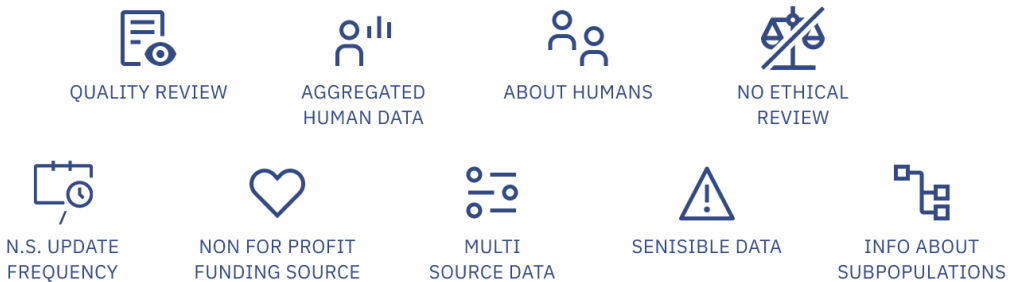 QUALITY REVIEW
AGGREGATED
HUMAN DATA
ABOUT HUMANS
NO ETHICAL
REVIEW
N.S. UPDATE
FREQUENCY
NON FOR PROFIT
FUNDING SOURCE
MULTI
SOURCE DATA
SENISIBLE DATA
INFO ABOUT
SUBPOPULATIONS